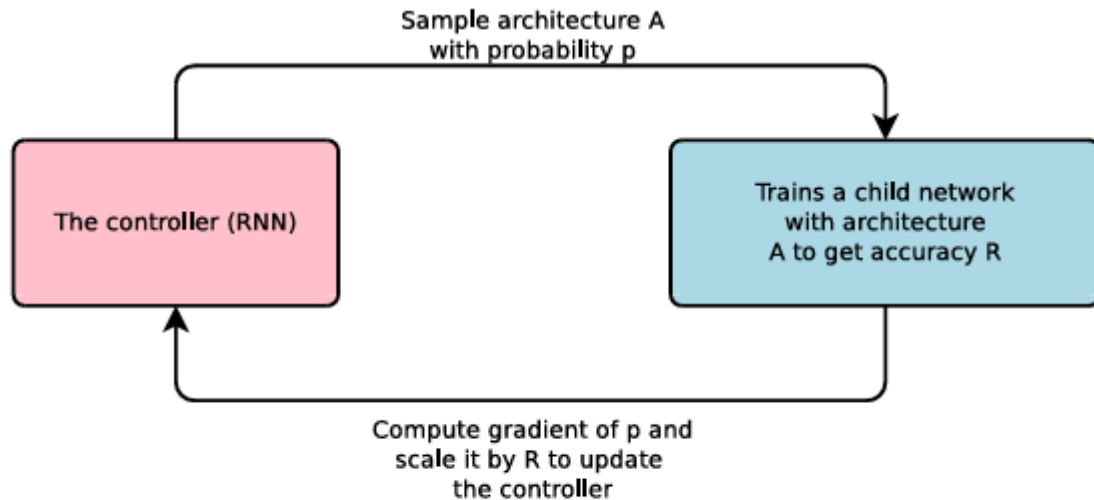 Sample architecture A
with probability p
The controller (RNN)
Trains a child network
with architecture
A to get accuracy R
Compute gradient of p and
scale it by R to update
the controller